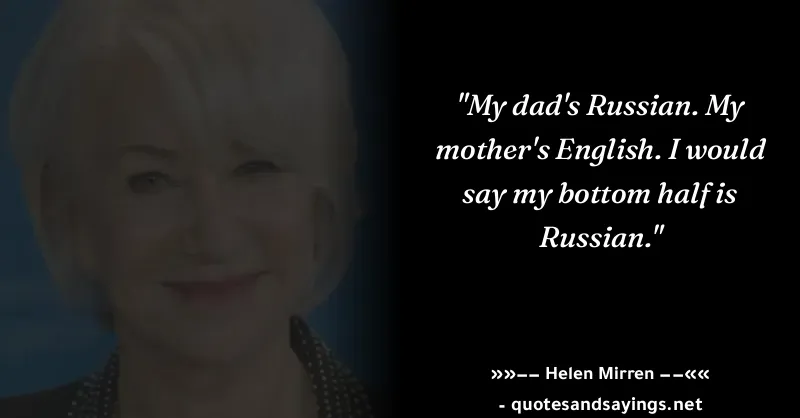 "My dad's Russian. My
mother's English. I would
say my bottom half is
Russian."
»»−− Helen Mirren −−««
- quotesandsayings.net